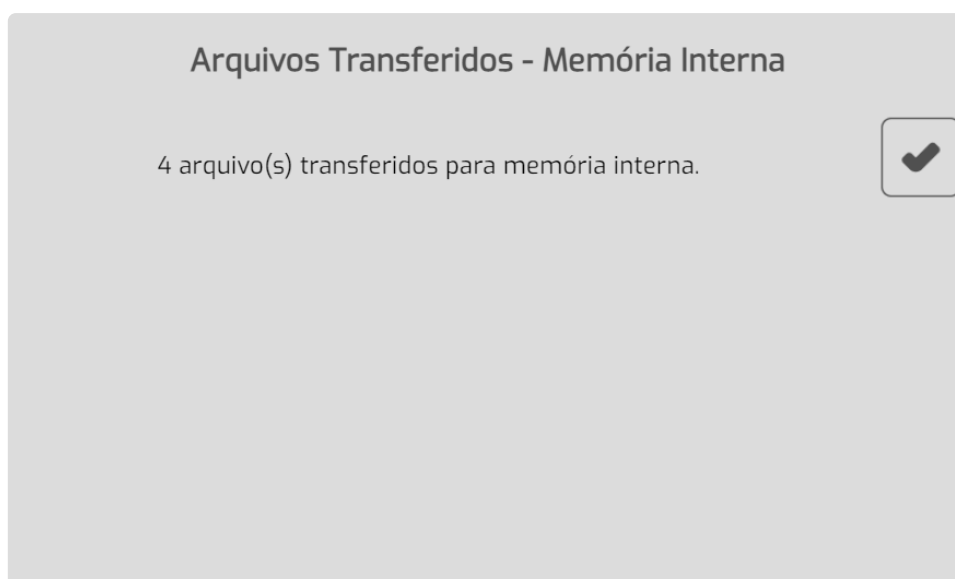 Arquivos Transferidos - Memória Interna
4 arquivo(s) transferidos para memória interna.